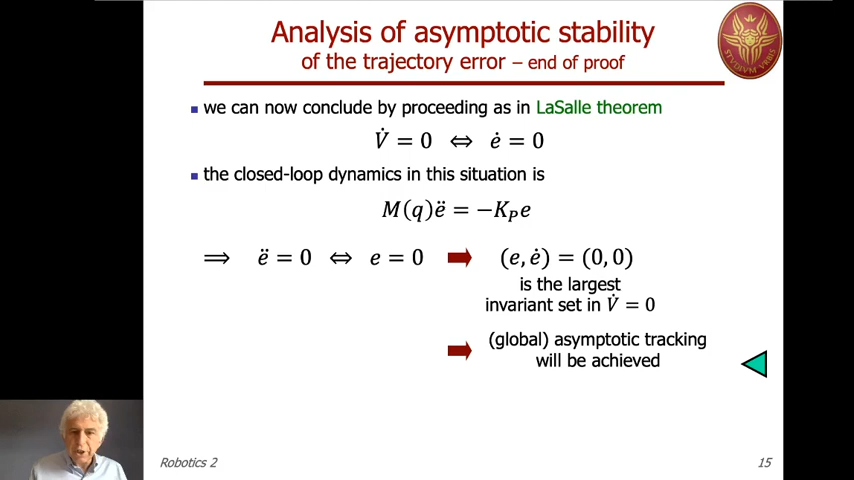 Analysis of asymptotic stability
of the trajectory error – end of proof
▪ we can now conclude by proceeding as in LaSalle theorem
V̇ = 0 ⇔ ė = 0
▪ the closed-loop dynamics in this situation is
M(q)ë = −K_P e
⟹ ë = 0 ⇔ e = 0 (e, ė) = (0, 0)
is the largest
invariant set in V̇ = 0
(global) asymptotic tracking
will be achieved
Robotics 2
15